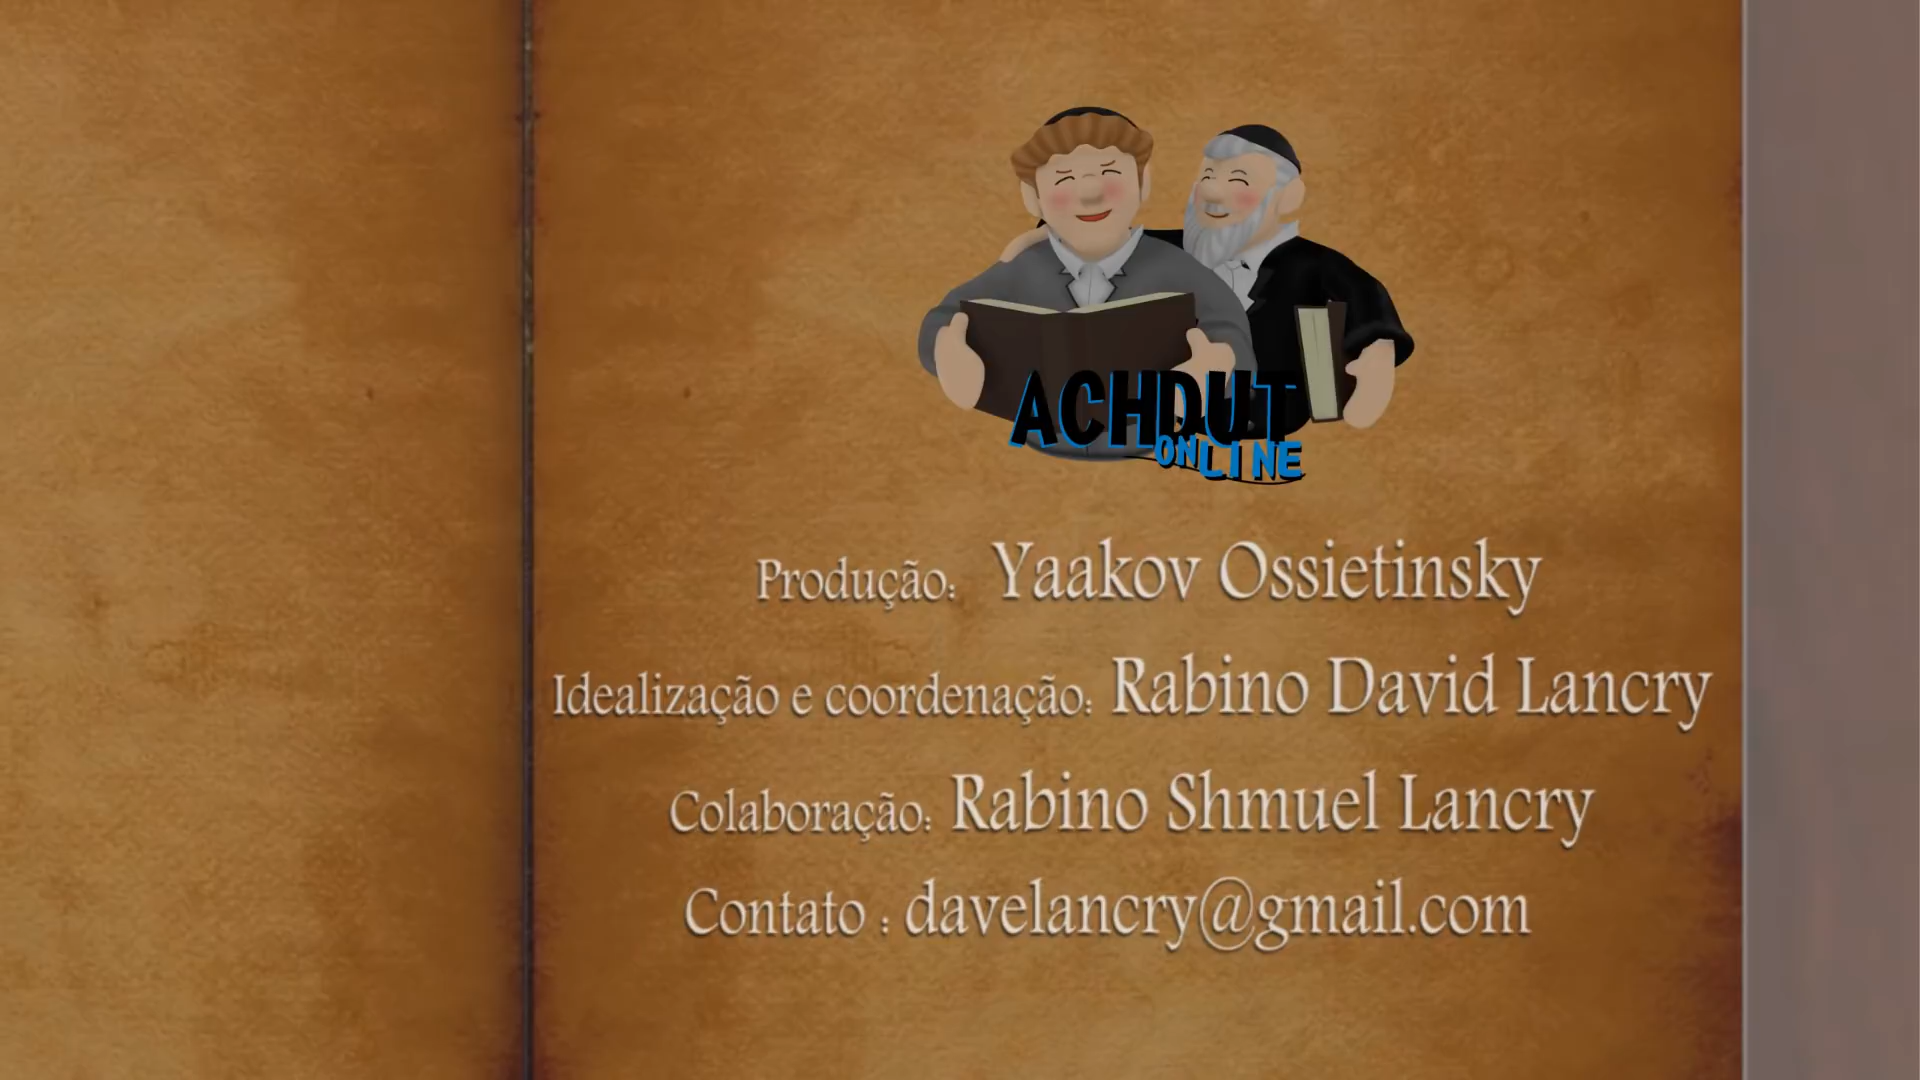 ACHDUT
ONLINE
Produção: Yaakov Ossietinsky
Idealização e coordenação: Rabino David Lancry
Colaboração: Rabino Shmuel Lancry
Contato : davelancry@gmail.com